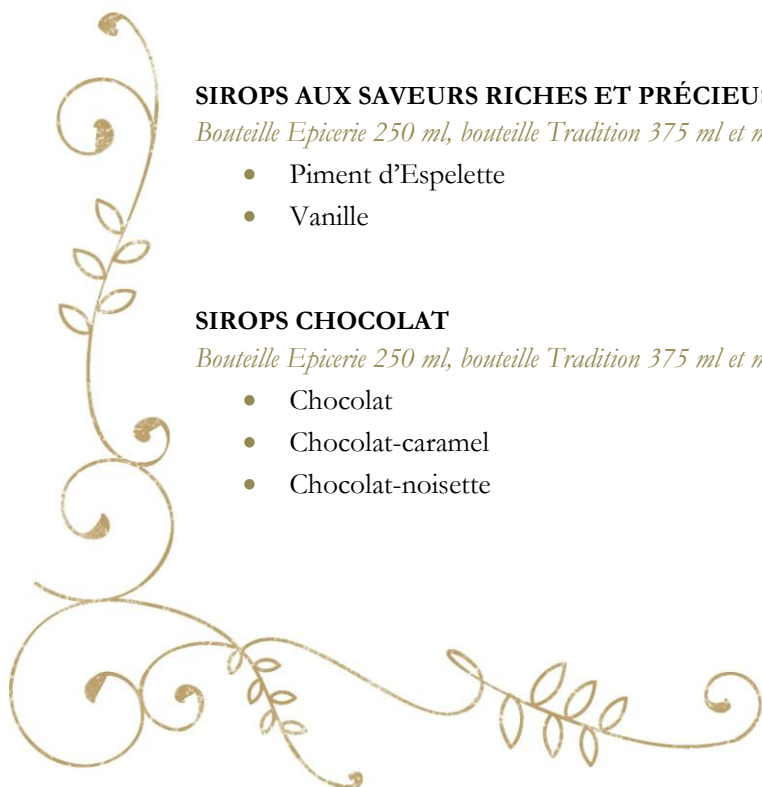 SIROPS AUX SAVEURS RICHES ET
Bouteille Epicerie 250 ml, bouteille Tradition 375 ml et
• Piment d’Espelette
• Vanille
SIROPS CHOCOLAT
Bouteille Epicerie 250 ml, bouteille Tradition 375 ml et
• Chocolat
• Chocolat-caramel
• Chocolat-noisette